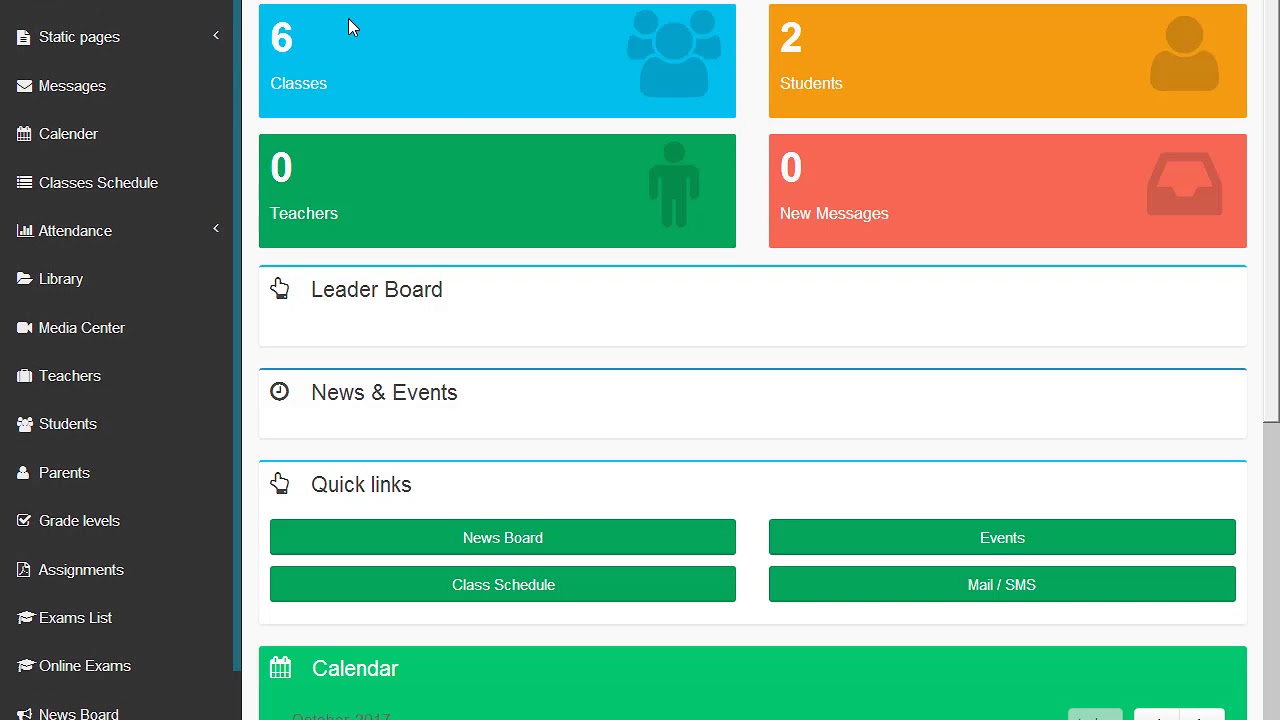 Static pages
Messages
Calender
Classes Schedule
Attendance
Library
Media Center
Teachers
Students
Parents
Grade levels
Assignments
Exams List
Online Exams
News Board
6
Classes
2
Students
0
Teachers
0
New Messages
Leader Board
News & Events
Quick links
News Board
Events
Class Schedule
Mail / SMS
Calendar
October 2017